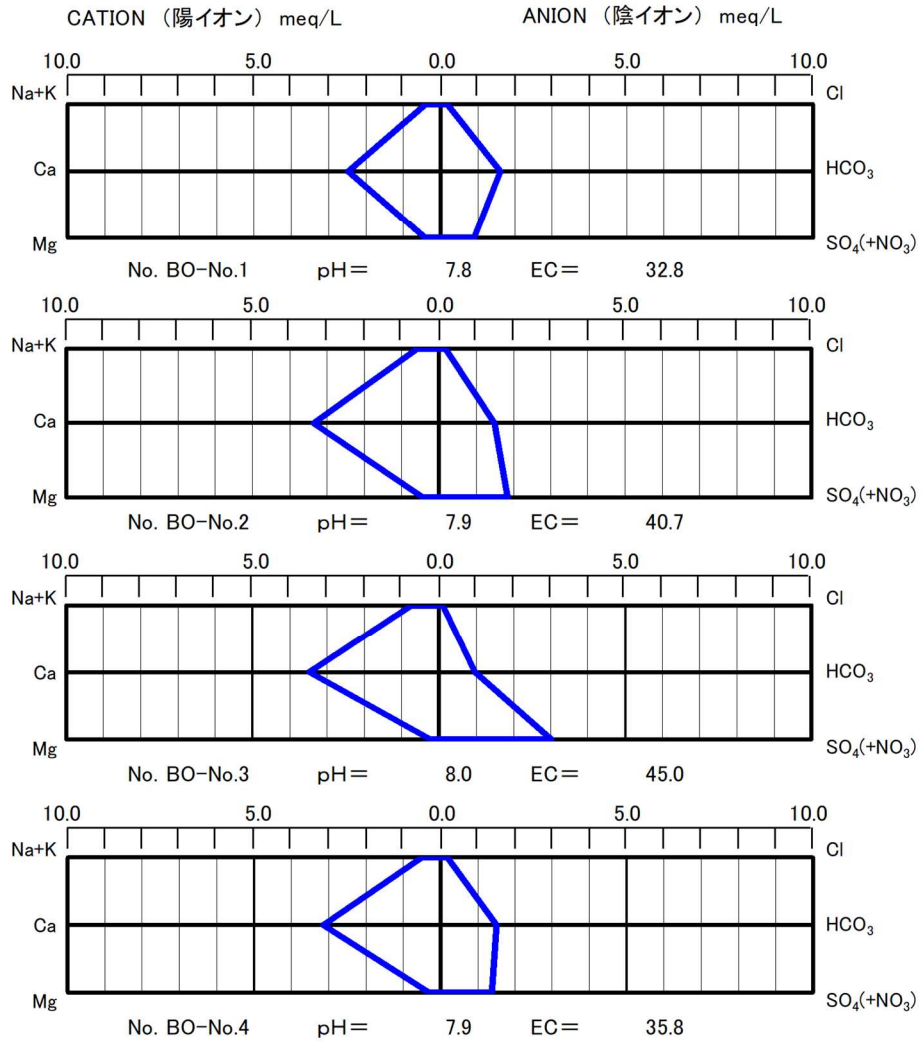 CATION （陽イオン） meq/L ANION （陰イオン） meq/L
10.0 5.0 0.0 5.0 10.0
Na+K Cl
Ca HCO₃
Mg SO₄(+NO₃)
No. BO-No.1 pH＝ 7.8 EC＝ 32.8
10.0 5.0 0.0 5.0 10.0
Na+K Cl
Ca HCO₃
Mg SO₄(+NO₃)
No. BO-No.2 pH＝ 7.9 EC＝ 40.7
10.0 5.0 0.0 5.0 10.0
Na+K Cl
Ca HCO₃
Mg SO₄(+NO₃)
No. BO-No.3 pH＝ 8.0 EC＝ 45.0
10.0 5.0 0.0 5.0 10.0
Na+K Cl
Ca HCO₃
Mg SO₄(+NO₃)
No. BO-No.4 pH＝ 7.9 EC＝ 35.8